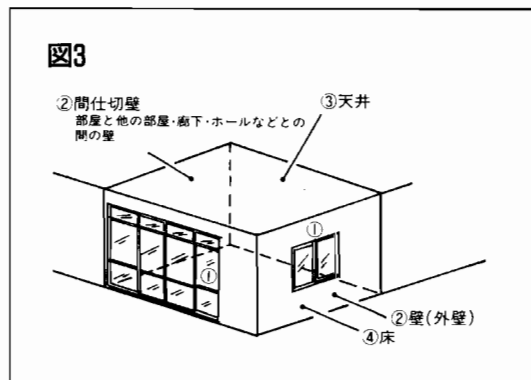 図3
②間仕切壁
部屋と他の部屋・廊下・ホールなどとの
間の壁
③天井
①
①
②壁(外壁)
④床